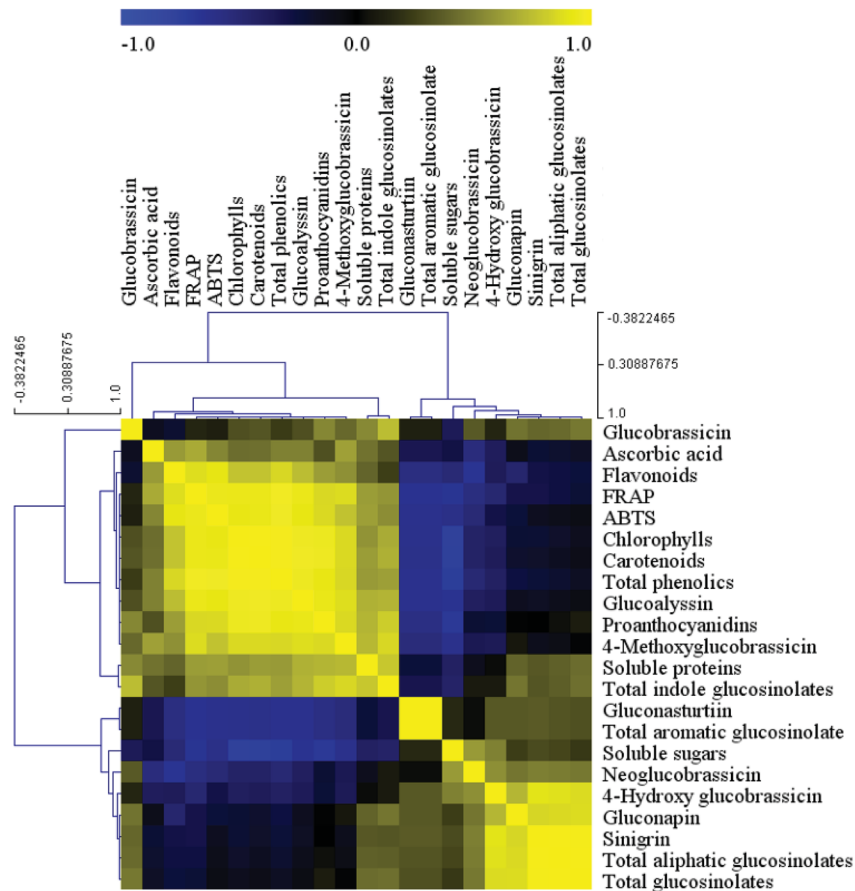 -1.0 0.0 1.0
Glucobrassicin
Ascorbic acid
Flavonoids
FRAP
ABTS
Chlorophylls
Carotenoids
Total phenolics
Glucoalyssin
Proanthocyanidins
4-Methoxyglucobrassicin
Soluble proteins
Total indole glucosinolates
Gluconasturtiin
Total aromatic glucosinolate
Soluble sugars
Neoglucobrassicin
4-Hydroxy glucobrassicin
Gluconapin
Sinigrin
Total aliphatic glucosinolates
Total glucosinolates
-0.3822465
0.30887675
1.0
-0.3822465
0.30887675
1.0
Glucobrassicin
Ascorbic acid
Flavonoids
FRAP
ABTS
Chlorophylls
Carotenoids
Total phenolics
Glucoalyssin
Proanthocyanidins
4-Methoxyglucobrassicin
Soluble proteins
Total indole glucosinolates
Gluconasturtiin
Total aromatic glucosinolate
Soluble sugars
Neoglucobrassicin
4-Hydroxy glucobrassicin
Gluconapin
Sinigrin
Total aliphatic glucosinolates
Total glucosinolates